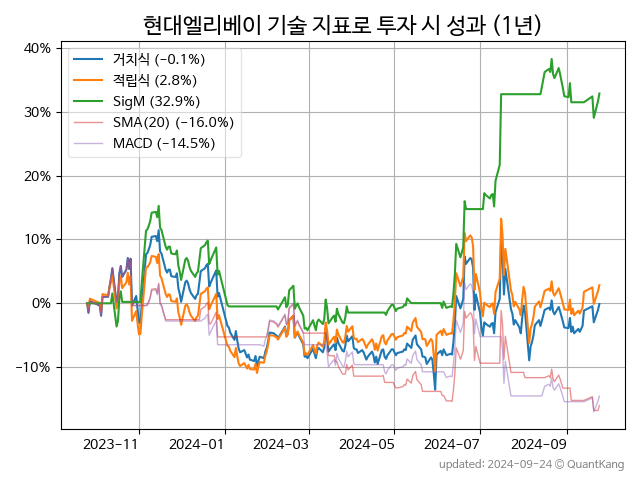 현대엘리베이 기술 지표로 투자 시 성과 (1년)
40%
30%
20%
10%
0%
−10%
거치식 (−0.1%)
적립식 (2.8%)
SigM (32.9%)
SMA(20) (−16.0%)
MACD (−14.5%)
2023-11
2024-01
2024-03
2024-05
2024-07
2024-09
updated: 2024-09-24 © QuantKang